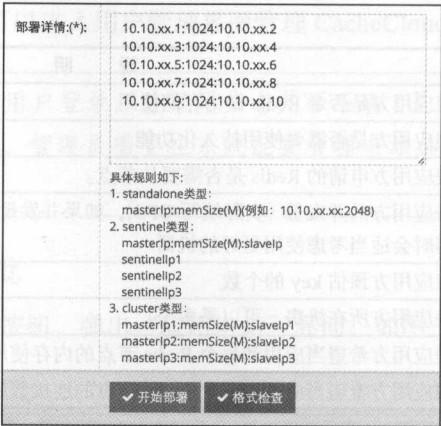 部署详情:(*):
10.10.xx.1:1024:10.10.xx.2
10.10.xx.3:1024:10.10.xx.4
10.10.xx.5:1024:10.10.xx.6
10.10.xx.7:1024:10.10.xx.8
10.10.xx.9:1024:10.10.xx.10
具体规则如下:
1. standalone类型:
masterIp:memSize(M)(例如：10.10.xx.xx:2048)
2. sentinel类型:
masterIp:memSize(M):slaveIp
sentinelIp1
sentinelIp2
sentinelIp3
3. cluster类型:
masterIp1:memSize(M):slaveIp1
masterIp2:memSize(M):slaveIp2
masterIp3:memSize(M):slaveIp3
✔ 开始部署 ✔ 格式检查